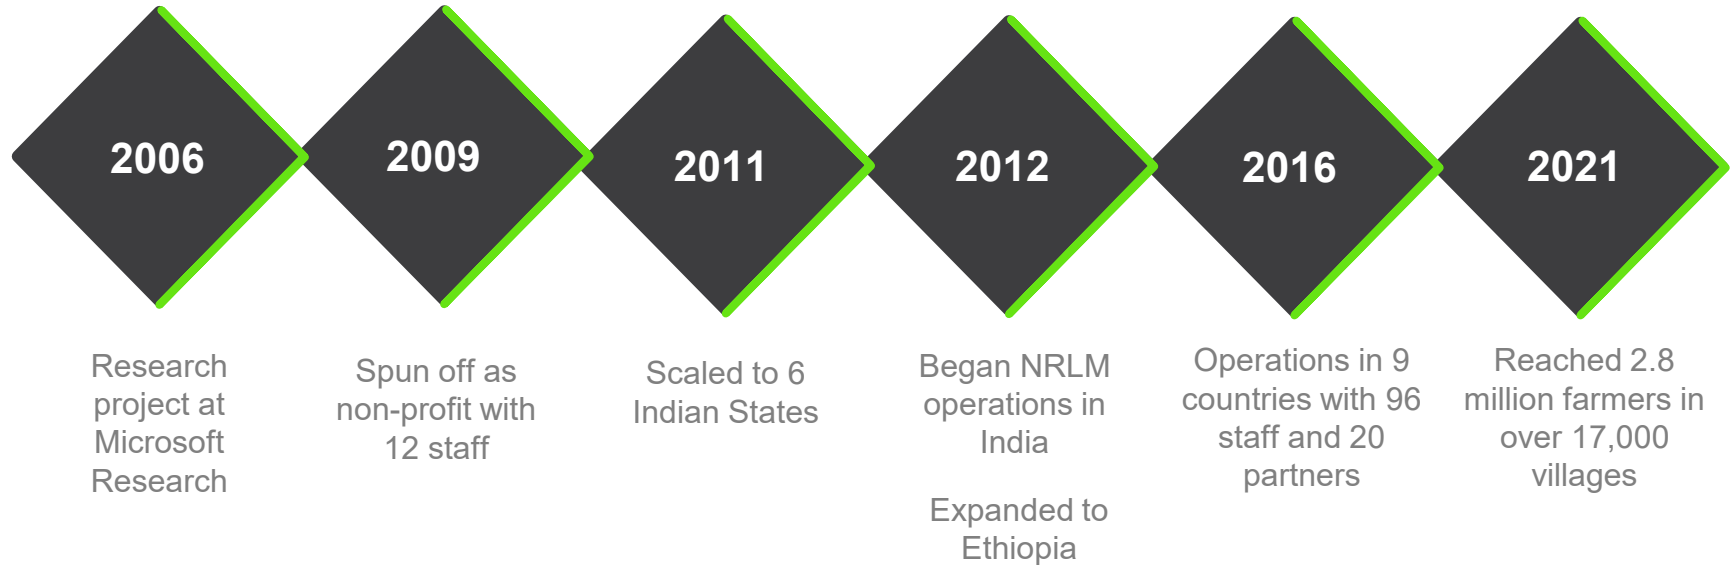 2006
Research
project at
Microsoft
Research
2009
Spun off as
non-profit with
12 staff
2011
Scaled to 6
Indian States
2012
Began NRLM
operations in
India
Expanded to
Ethiopia
2016
Operations in 9
countries with 96
staff and 20
partners
2021
Reached 2.8
million farmers in
over 17,000
villages